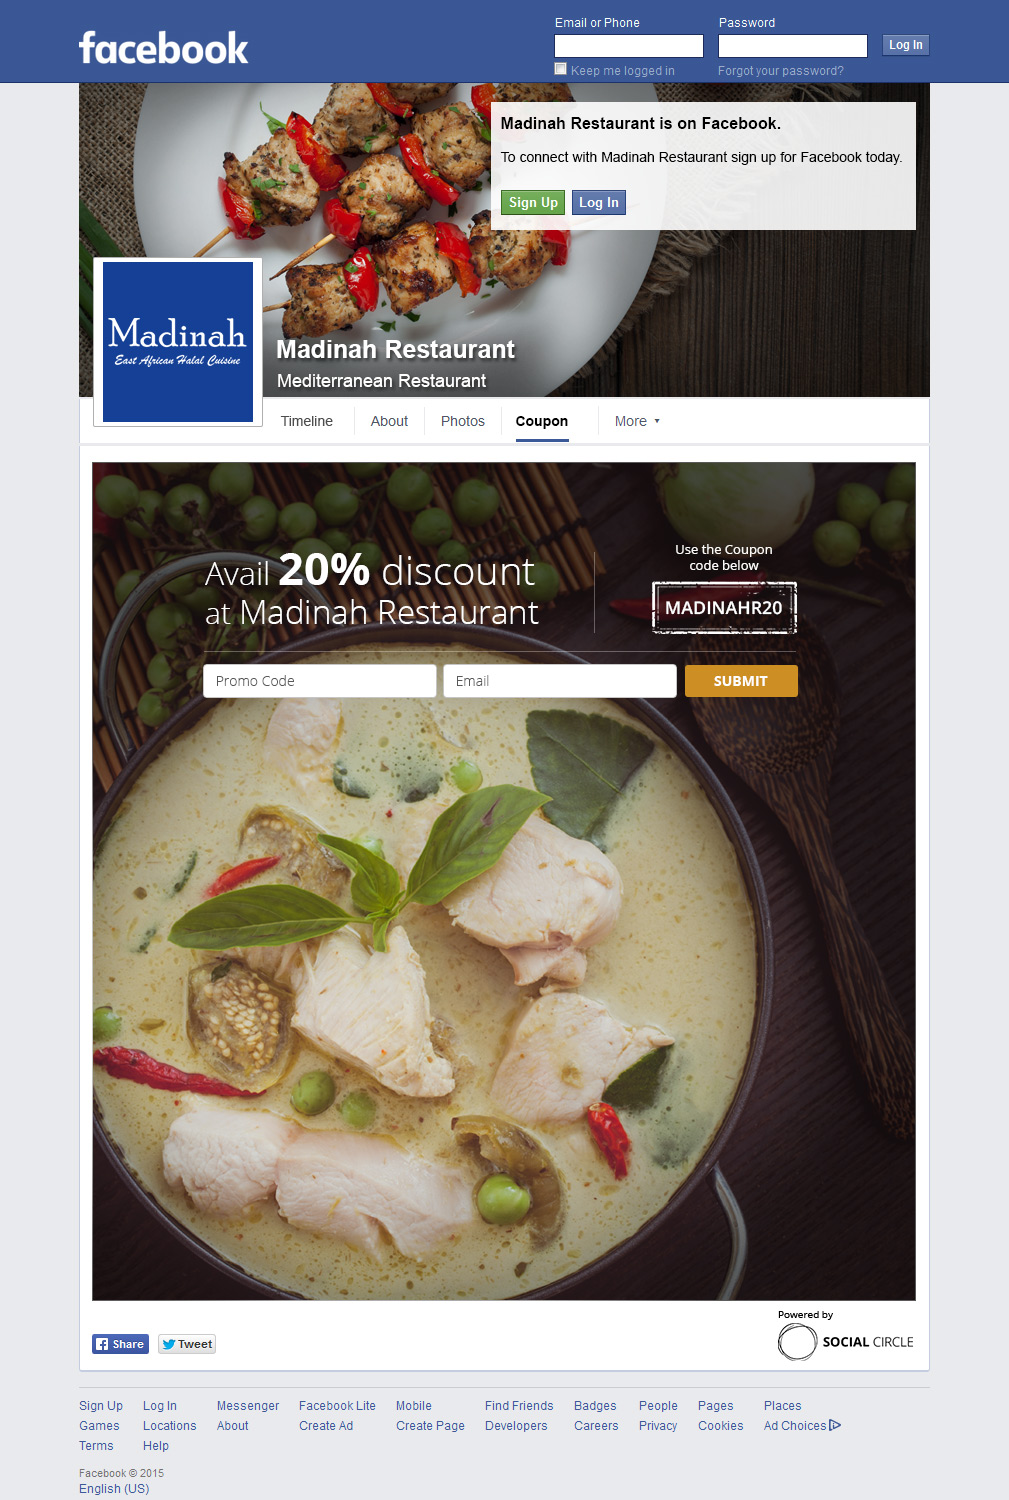 facebook
Email or Phone
Password
Log In
Keep me logged in
Forgot your password?
Madinah Restaurant is on Facebook.
To connect with Madinah Restaurant sign up for Facebook today.
Sign Up
Log In
Madinah
East African Halal Cuisine
Madinah Restaurant
Mediterranean Restaurant
Timeline
About
Photos
Coupon
More
Avail 20% discount
at Madinah Restaurant
Use the Coupon
code below
MADINAHR20
Promo Code
Email
SUBMIT
Powered by
SOCIAL CIRCLE
Share
Tweet
Sign Up Log In Messenger Facebook Lite Mobile Find Friends Badges People Pages Places
Games Locations About Create Ad Create Page Developers Careers Privacy Cookies Ad Choices
Terms Help
Facebook © 2015
English (US)